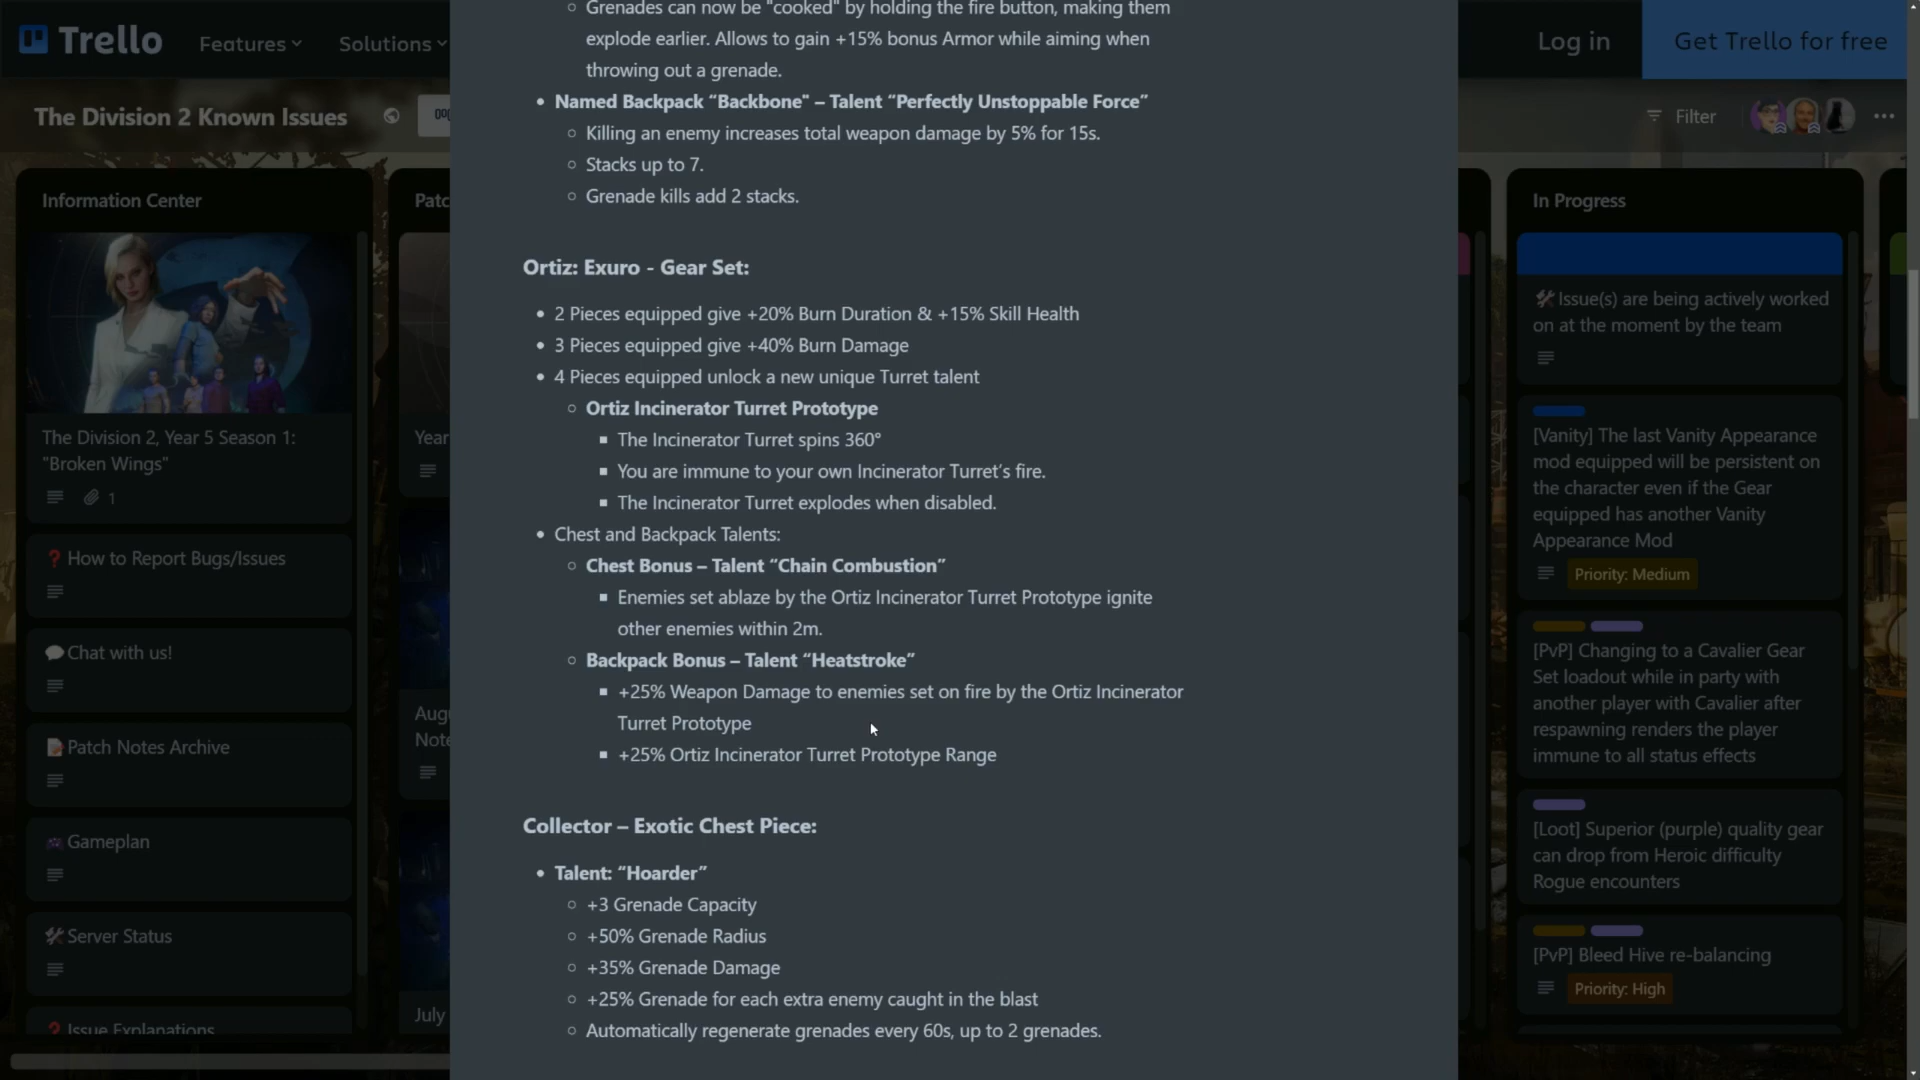 Trello
Features
Solutions
Log in
Get Trello for free
The Division 2 Known Issues
Filter
Information Center
The Division 2, Year 5 Season 1:
"Broken Wings"
1
❓How to Report Bugs/Issues
💬Chat with us!
📝Patch Notes Archive
🎮Gameplan
🛠Server Status
❓Issue Explanations
Patc
Year
Augu
Note
July
Grenades can now be "cooked" by holding the fire button, making them
explode earlier. Allows to gain +15% bonus Armor while aiming when
throwing out a grenade.
• Named Backpack “Backbone" – Talent “Perfectly Unstoppable Force”
Killing an enemy increases total weapon damage by 5% for 15s.
Stacks up to 7.
Grenade kills add 2 stacks.
Ortiz: Exuro - Gear Set:
• 2 Pieces equipped give +20% Burn Duration & +15% Skill Health
• 3 Pieces equipped give +40% Burn Damage
• 4 Pieces equipped unlock a new unique Turret talent
Ortiz Incinerator Turret Prototype
The Incinerator Turret spins 360°
You are immune to your own Incinerator Turret’s fire.
The Incinerator Turret explodes when disabled.
• Chest and Backpack Talents:
Chest Bonus – Talent “Chain Combustion”
Enemies set ablaze by the Ortiz Incinerator Turret Prototype ignite
other enemies within 2m.
Backpack Bonus – Talent “Heatstroke”
+25% Weapon Damage to enemies set on fire by the Ortiz Incinerator
Turret Prototype
+25% Ortiz Incinerator Turret Prototype Range
Collector – Exotic Chest Piece:
• Talent: “Hoarder”
+3 Grenade Capacity
+50% Grenade Radius
+35% Grenade Damage
+25% Grenade for each extra enemy caught in the blast
Automatically regenerate grenades every 60s, up to 2 grenades.
In Progress
🛠Issue(s) are being actively worked
on at the moment by the team
[Vanity] The last Vanity Appearance
mod equipped will be persistent on
the character even if the Gear
equipped has another Vanity
Appearance Mod
Priority: Medium
[PvP] Changing to a Cavalier Gear
Set loadout while in party with
another player with Cavalier after
respawning renders the player
immune to all status effects
[Loot] Superior (purple) quality gear
can drop from Heroic difficulty
Rogue encounters
[PvP] Bleed Hive re-balancing
Priority: High